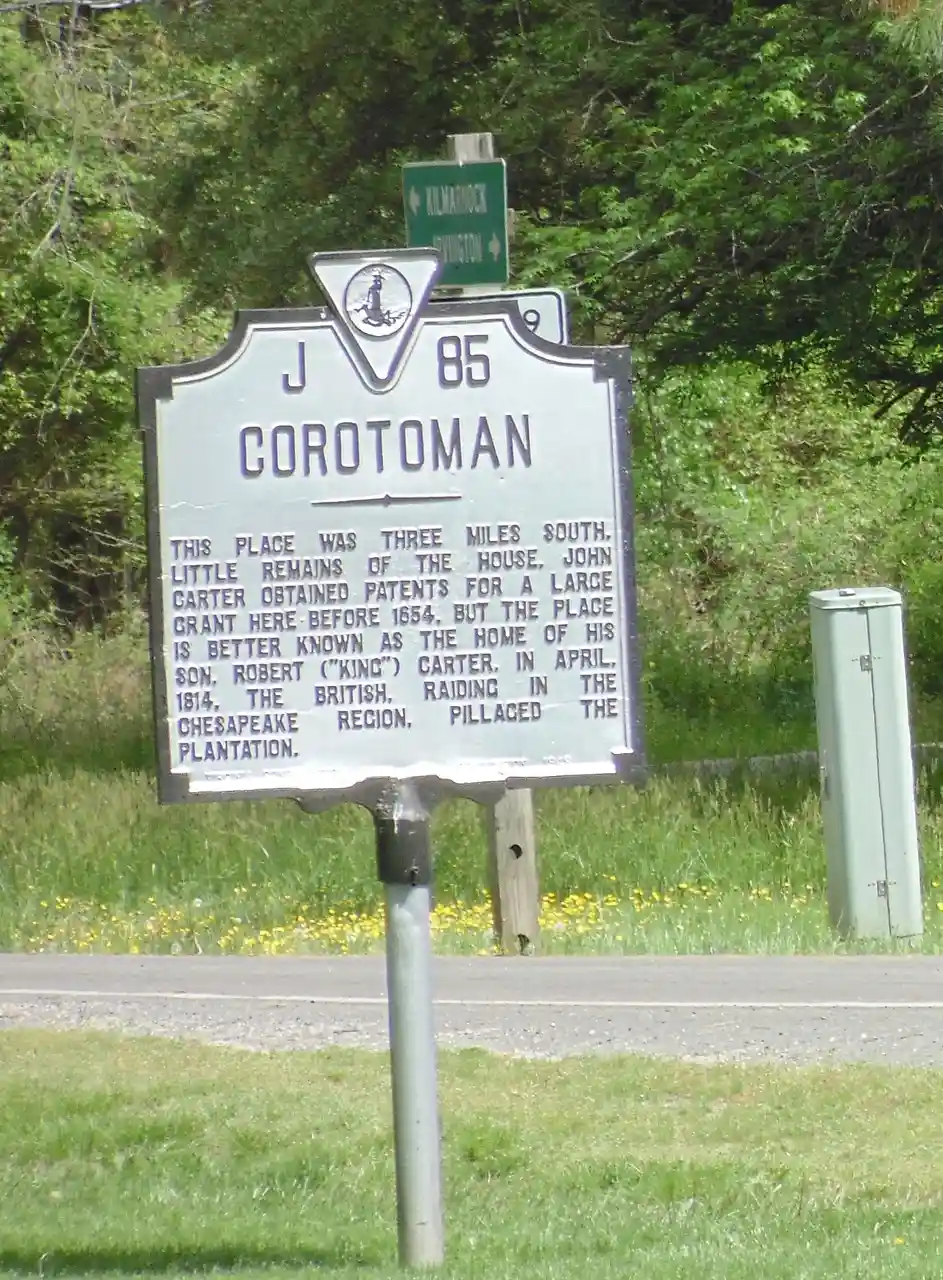 KILMARNOCK
IRVINGTON
9
J 85
COROTOMAN
THIS PLACE WAS THREE MILES SOUTH.
LITTLE REMAINS OF THE HOUSE. JOHN
CARTER OBTAINED PATENTS FOR A LARGE
GRANT HERE BEFORE 1654, BUT THE PLACE
IS BETTER KNOWN AS THE HOME OF HIS
SON, ROBERT ("KING") CARTER. IN APRIL,
1814, THE BRITISH, RAIDING IN THE
CHESAPEAKE REGION, PILLAGED THE
PLANTATION.